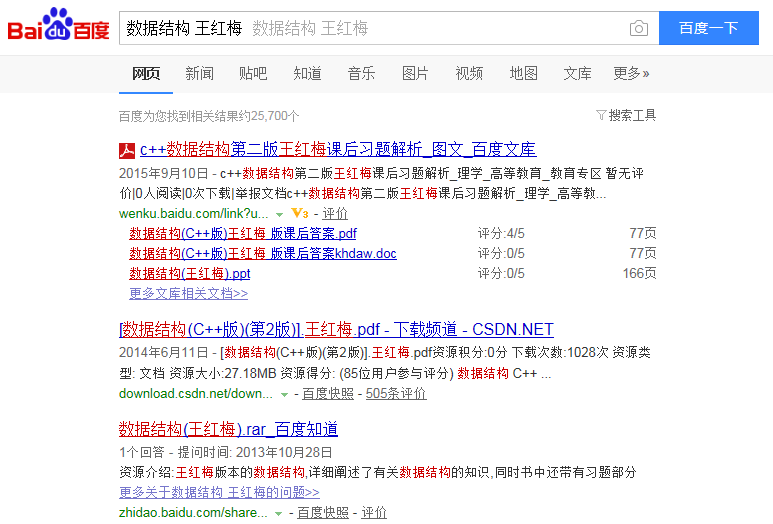 Bai du 百度 数据结构 王红梅 数据结构 王红梅 百度一下
网页 新闻 贴吧 知道 音乐 图片 视频 地图 文库 更多»
百度为您找到相关结果约25,700个 搜索工具
c++数据结构第二版王红梅课后习题解析_图文_百度文库
2015年9月10日 - c++数据结构第二版王红梅课后习题解析_理学_高等教育_教育专区 暂无评
价|0人阅读|0次下载|举报文档c++数据结构第二版王红梅课后习题解析_理学_高等教...
wenku.baidu.com/link?u... V3 - 评价
数据结构(C++版)王红梅 版课后答案.pdf 评分:4/5 77页
数据结构(C++版)王红梅 版课后答案khdaw.doc 评分:0/5 77页
数据结构(王红梅).ppt 评分:0/5 166页
更多文库相关文档>>
[数据结构(C++版)(第2版)].王红梅.pdf - 下载频道 - CSDN.NET
2014年6月11日 - [数据结构(C++版)(第2版)].王红梅.pdf资源积分:0分 下载次数:1028次 资源类
型: 文档 资源大小:27.18MB 资源得分: (85位用户参与评分) 数据结构 C++ ...
download.csdn.net/down... - 百度快照 - 505条评价
数据结构(王红梅).rar_百度知道
1个回答 - 提问时间: 2013年10月28日
资源介绍:王红梅版本的数据结构,详细阐述了有关数据结构的知识,同时书中还带有习题部分
更多关于数据结构 王红梅的问题>>
zhidao.baidu.com/share... - 百度快照 - 评价